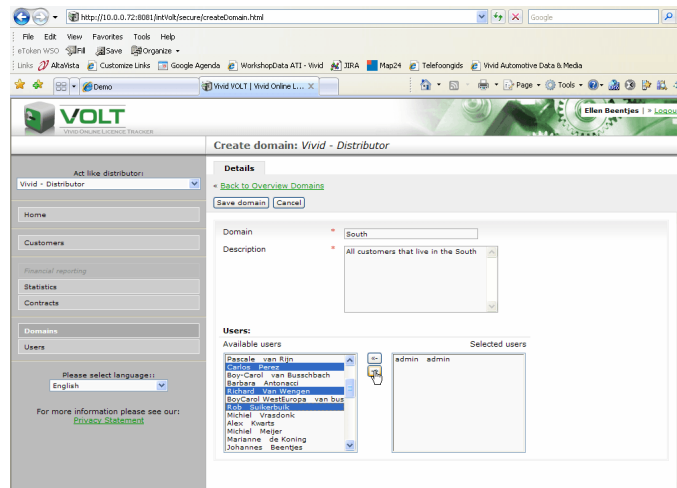 http://10.0.0.72:8081/intVolt/secure/createDomain.html
Google
File Edit View Favorites Tools Help
eToken WSO Fill Save Organize
Links AltaVista Customize Links Google Agenda WorkshopData ATI - Vivid JIRA Map24 Telefoongids Vivid Automotive Data & Media
Demo
Vivid VOLT | Vivid Online L...
Page Tools
VOLT
VIVID ONLINE LICENCE TRACKER
Ellen Beentjes | » Logou
Create domain: Vivid - Distributor
Act like distributor:
Vivid - Distributor
Home
Customers
Financial reporting
Statistics
Contracts
Domains
Users
Please select language::
English
For more information please see our:
Privacy Statement
Details
« Back to Overview Domains
Save domain Cancel
Domain * South
Description * All customers that live in the South
Users:
Available users
Selected users
Pascale van Rijn
Carlos Perez
Boy-Carol van Busschbach
Barbara Antonacci
Richard Van Wengen
BoyCarol WestEuropa van bus
Rob Suikerbuik
Michiel Vrasdonk
Alex Kwarts
Michiel Meijer
Marianne de Koning
Johannes Beentjes
«-
admin admin